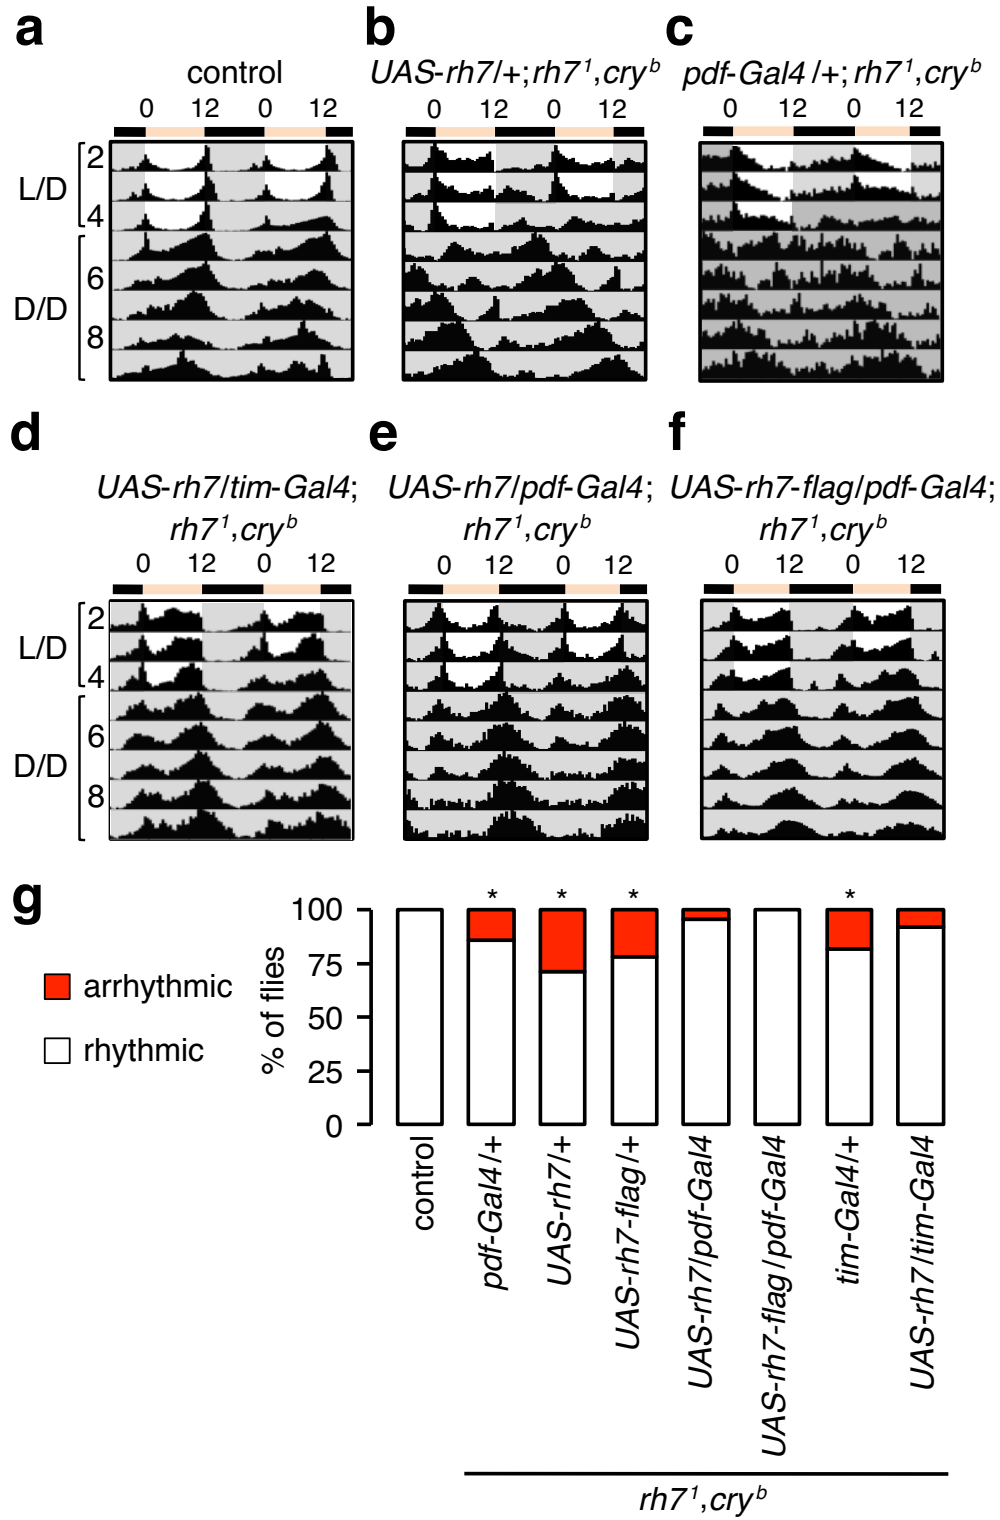 a
control
0 12 0 12
L/D
2
4
D/D
6
8
b
UAS-rh7/+;rh7¹,cryᵇ
0 12 0 12
c
pdf-Gal4/+;rh7¹,cryᵇ
0 12 0 12
d
UAS-rh7/tim-Gal4;
rh7¹,cryᵇ
0 12 0 12
L/D
2
4
D/D
6
8
e
UAS-rh7/pdf-Gal4;
rh7¹,cryᵇ
0 12 0 12
f
UAS-rh7-flag/pdf-Gal4;
rh7¹,cryᵇ
0 12 0 12
g
arrhythmic
rhythmic
% of flies
100
75
50
25
0
* * * *
control
pdf-Gal4/+
UAS-rh7/+
UAS-rh7-flag/+
UAS-rh7/pdf-Gal4
UAS-rh7-flag/pdf-Gal4
tim-Gal4/+
UAS-rh7/tim-Gal4
rh7¹,cryᵇ